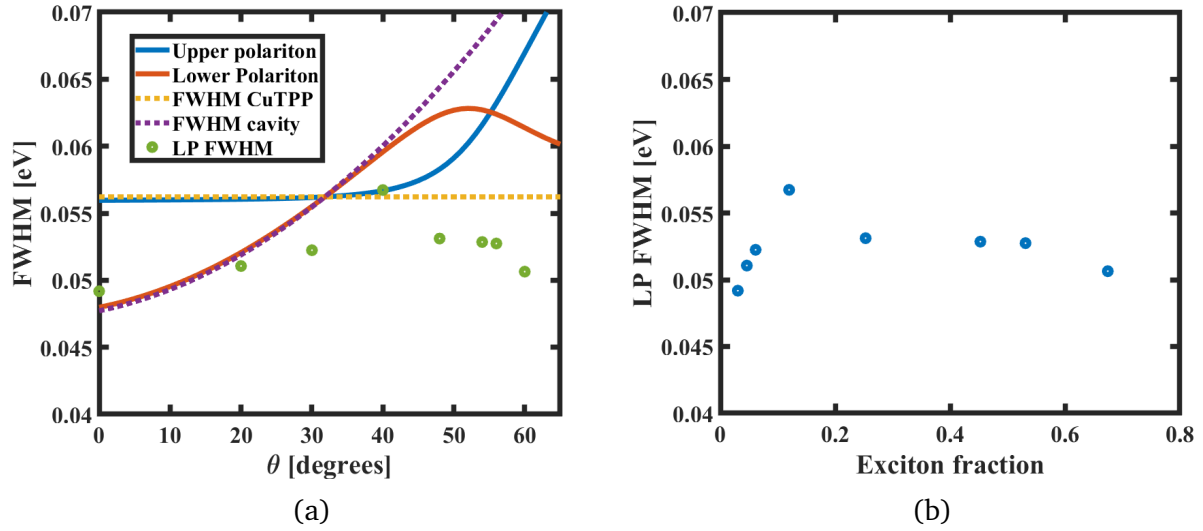 0.07
0.065
0.06
0.055
0.05
0.045
0.04
FWHM [eV]
Upper polariton
Lower Polariton
FWHM CuTPP
FWHM cavity
LP FWHM
0 10 20 30 40 50 60
θ [degrees]
(a)
0.07
0.065
0.06
0.055
0.05
0.045
0.04
LP FWHM [eV]
0 0.2 0.4 0.6 0.8
Exciton fraction
(b)